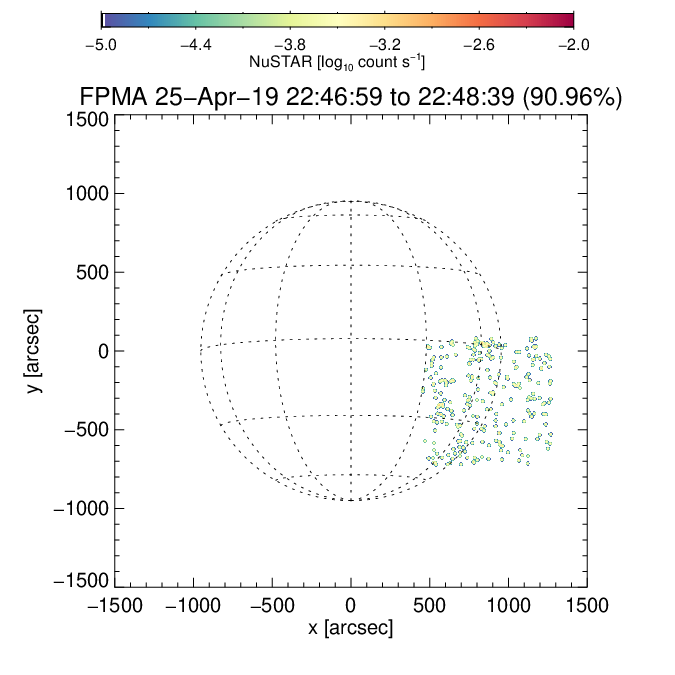 −5.0 −4.4 −3.8 −3.2 −2.6 −2.0
NuSTAR [log₁₀ count s⁻¹]
FPMA 25−Apr−19 22:46:59 to 22:48:39 (90.96%)
1500
1000
500
0
−500
−1000
−1500
y [arcsec]
−1500 −1000 −500 0 500 1000 1500
x [arcsec]